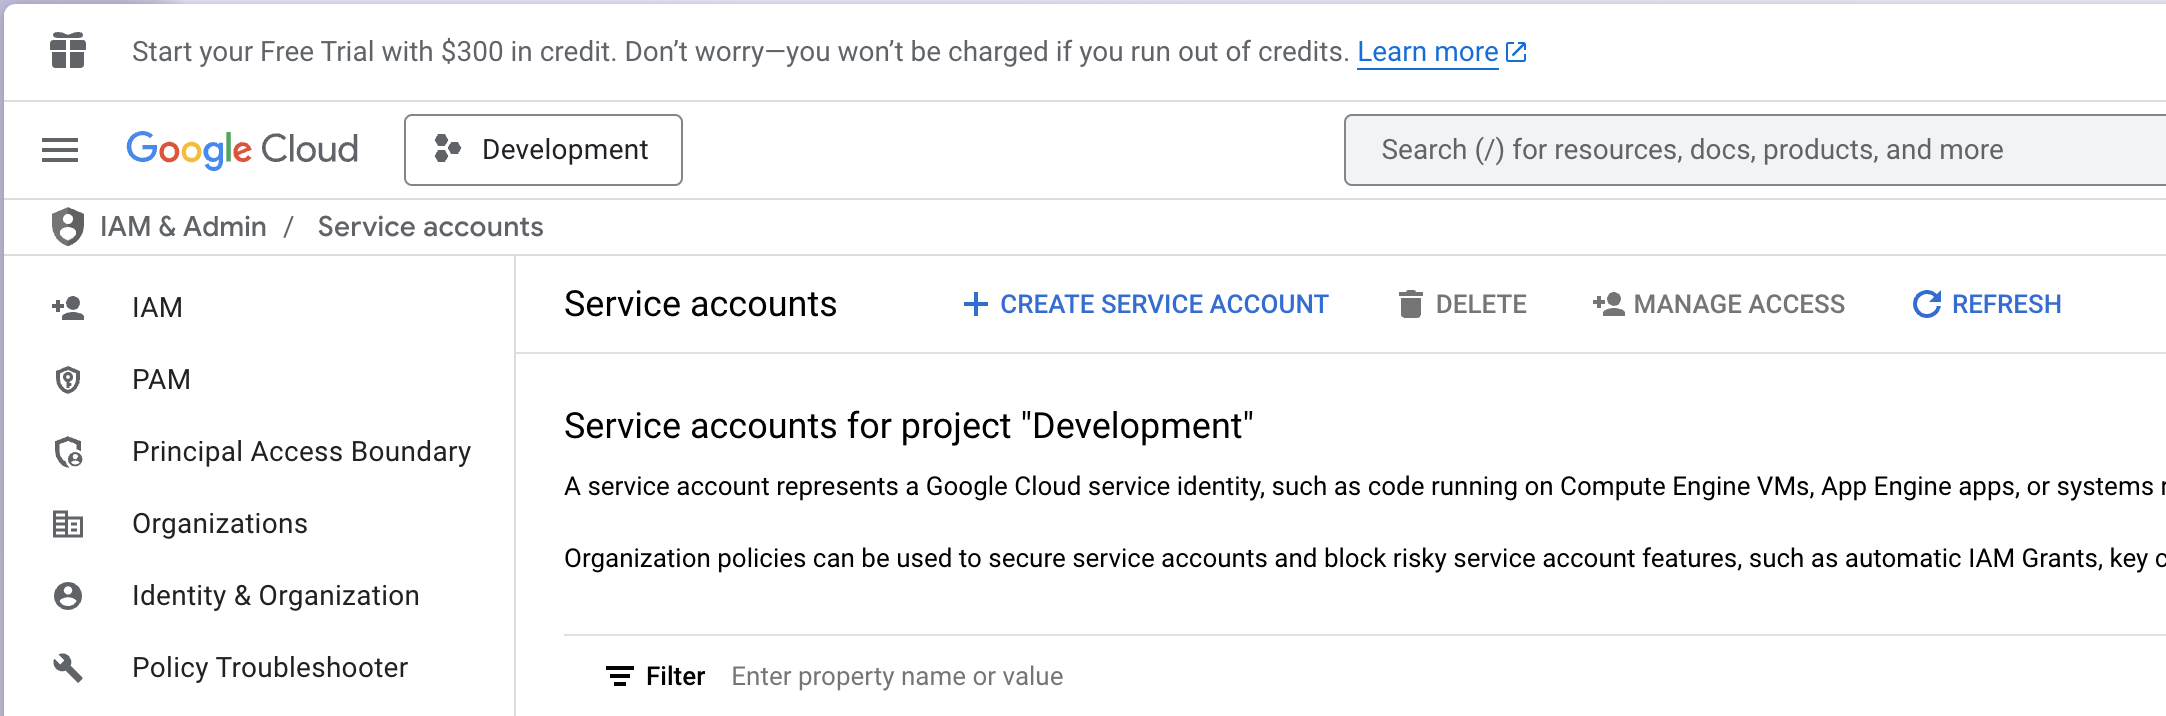 Start your Free Trial with $300 in credit. Don’t worry—you won’t be charged if you run out of credits. Learn more
Google Cloud
Development
Search (/) for resources, docs, products, and more
IAM & Admin / Service accounts
IAM
PAM
Principal Access Boundary
Organizations
Identity & Organization
Policy Troubleshooter
Service accounts
CREATE SERVICE ACCOUNT
DELETE
MANAGE ACCESS
REFRESH
Service accounts for project "Development"
A service account represents a Google Cloud service identity, such as code running on Compute Engine VMs, App Engine apps, or systems
Organization policies can be used to secure service accounts and block risky service account features, such as automatic IAM Grants, key
Filter Enter property name or value